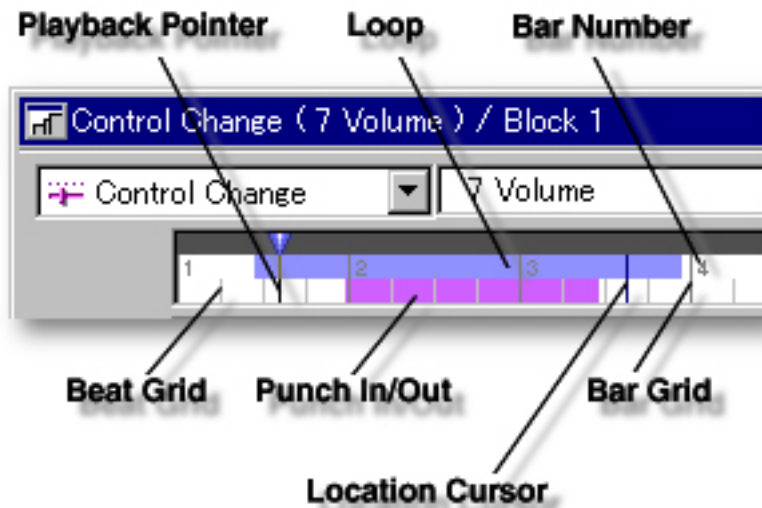 Playback Pointer Loop Bar Number
Control Change ( 7 Volume ) / Block 1
Control Change 7 Volume
1 2 3 4
Beat Grid Punch In/Out Bar Grid
Location Cursor